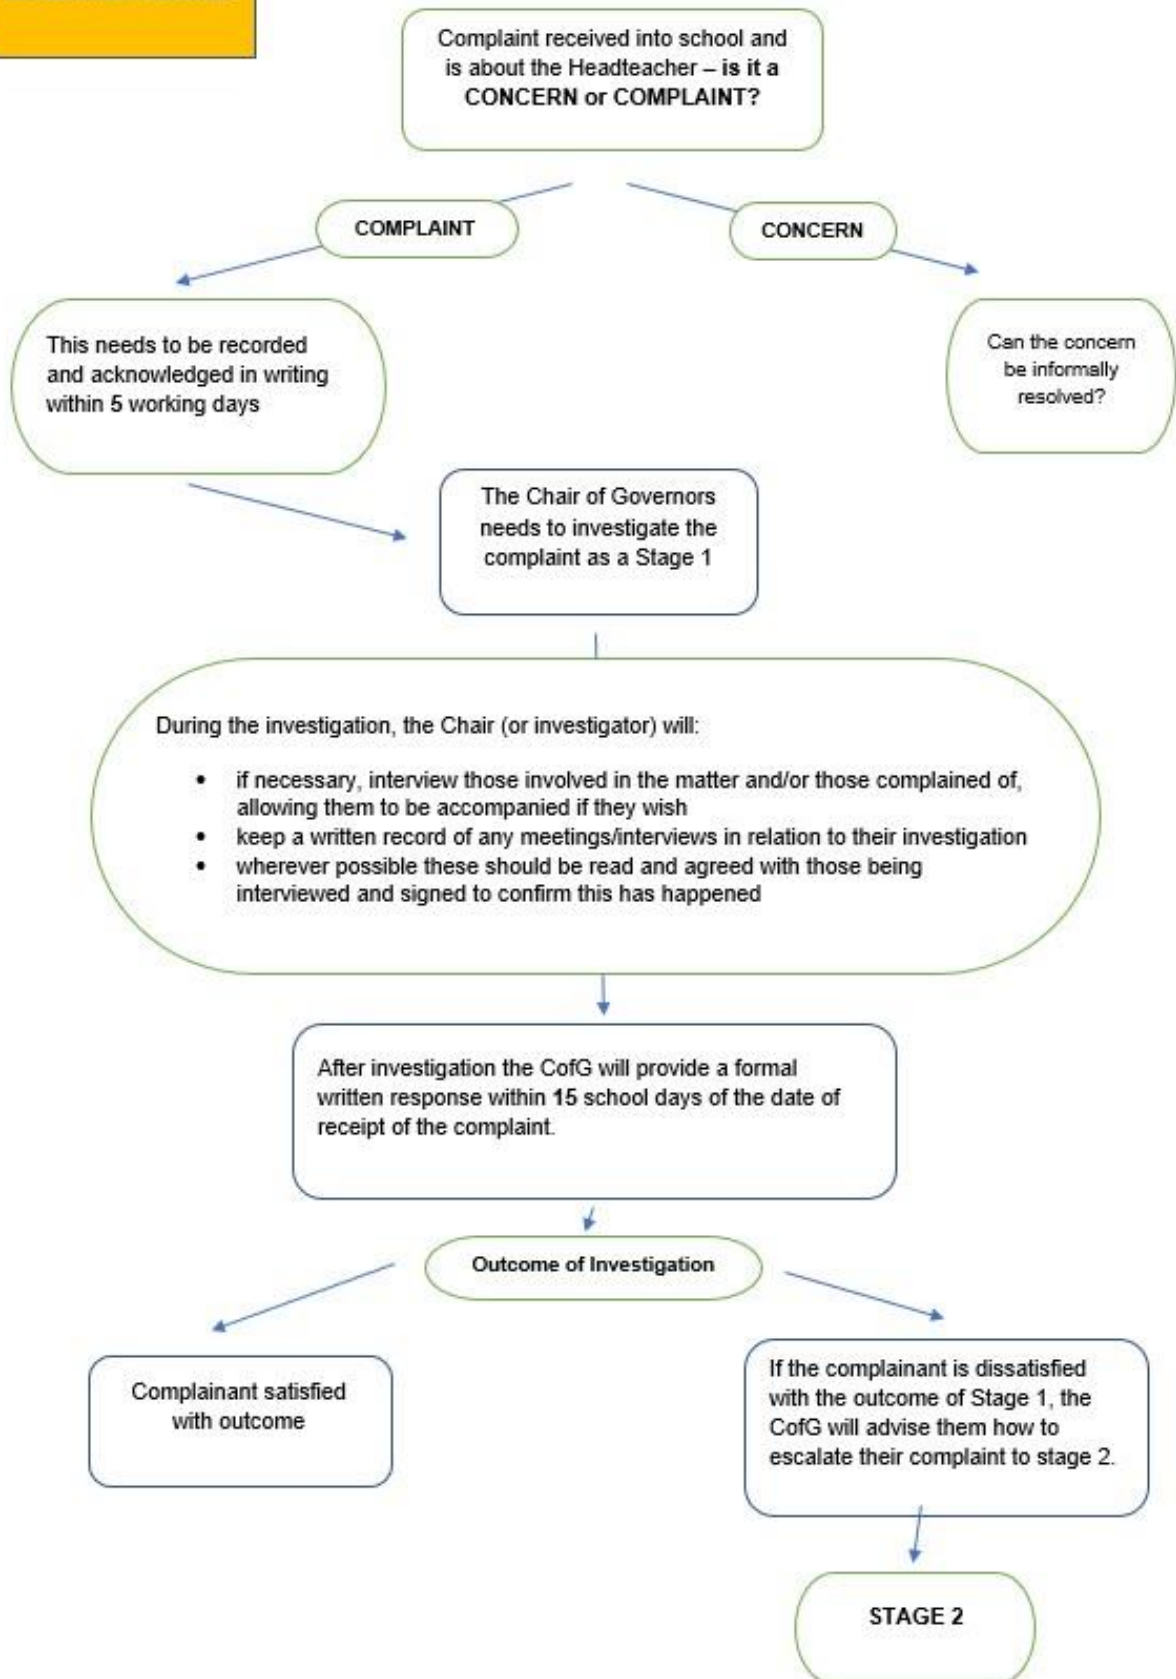 Complaint received into school and
is about the Headteacher – is it a
CONCERN or COMPLAINT?
COMPLAINT
CONCERN
This needs to be recorded
and acknowledged in writing
within 5 working days
Can the concern
be informally
resolved?
The Chair of Governors
needs to investigate the
complaint as a Stage 1
During the investigation, the Chair (or investigator) will:
• if necessary, interview those involved in the matter and/or those complained of,
allowing them to be accompanied if they wish
• keep a written record of any meetings/interviews in relation to their investigation
• wherever possible these should be read and agreed with those being
interviewed and signed to confirm this has happened
After investigation the CofG will provide a formal
written response within 15 school days of the date of
receipt of the complaint.
Outcome of Investigation
Complainant satisfied
with outcome
If the complainant is dissatisfied
with the outcome of Stage 1, the
CofG will advise them how to
escalate their complaint to stage 2.
STAGE 2